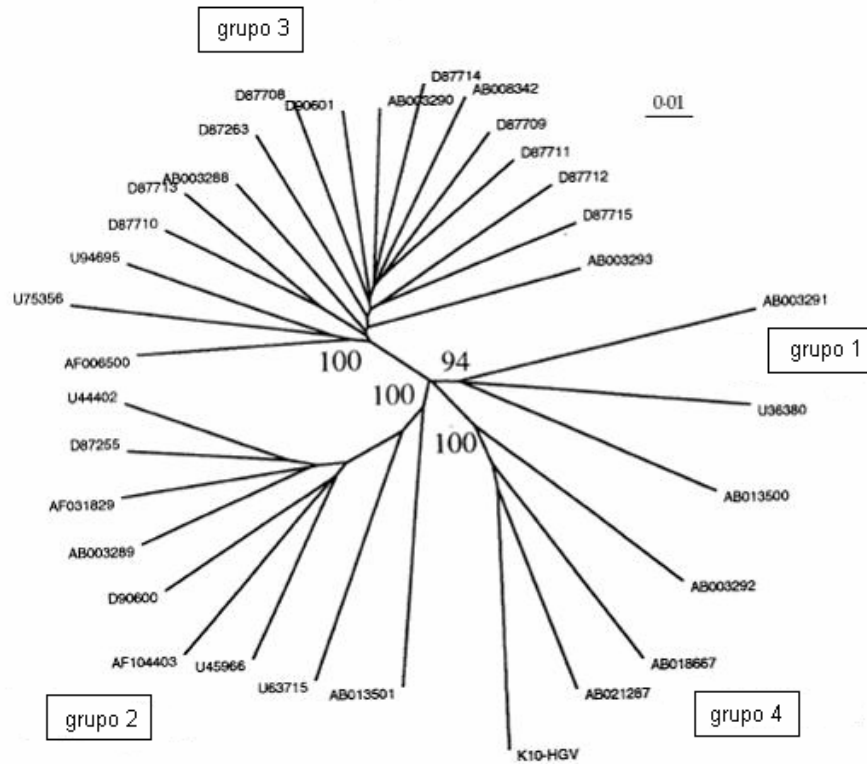 grupo 3
D87714
D87708
D90601
AB003290
AB008342
0·01
D87263
D87709
D87711
AB003288
D87713
D87712
D87710
D87715
U94695
AB003293
U75356
AB003291
AF006500
100
94
grupo 1
U44402
100
U36380
D87255
100
AF031829
AB013500
AB003289
AB003292
D90600
AF104403
U45966
AB018667
U63715
AB013501
AB021287
grupo 2
grupo 4
K10-HGV